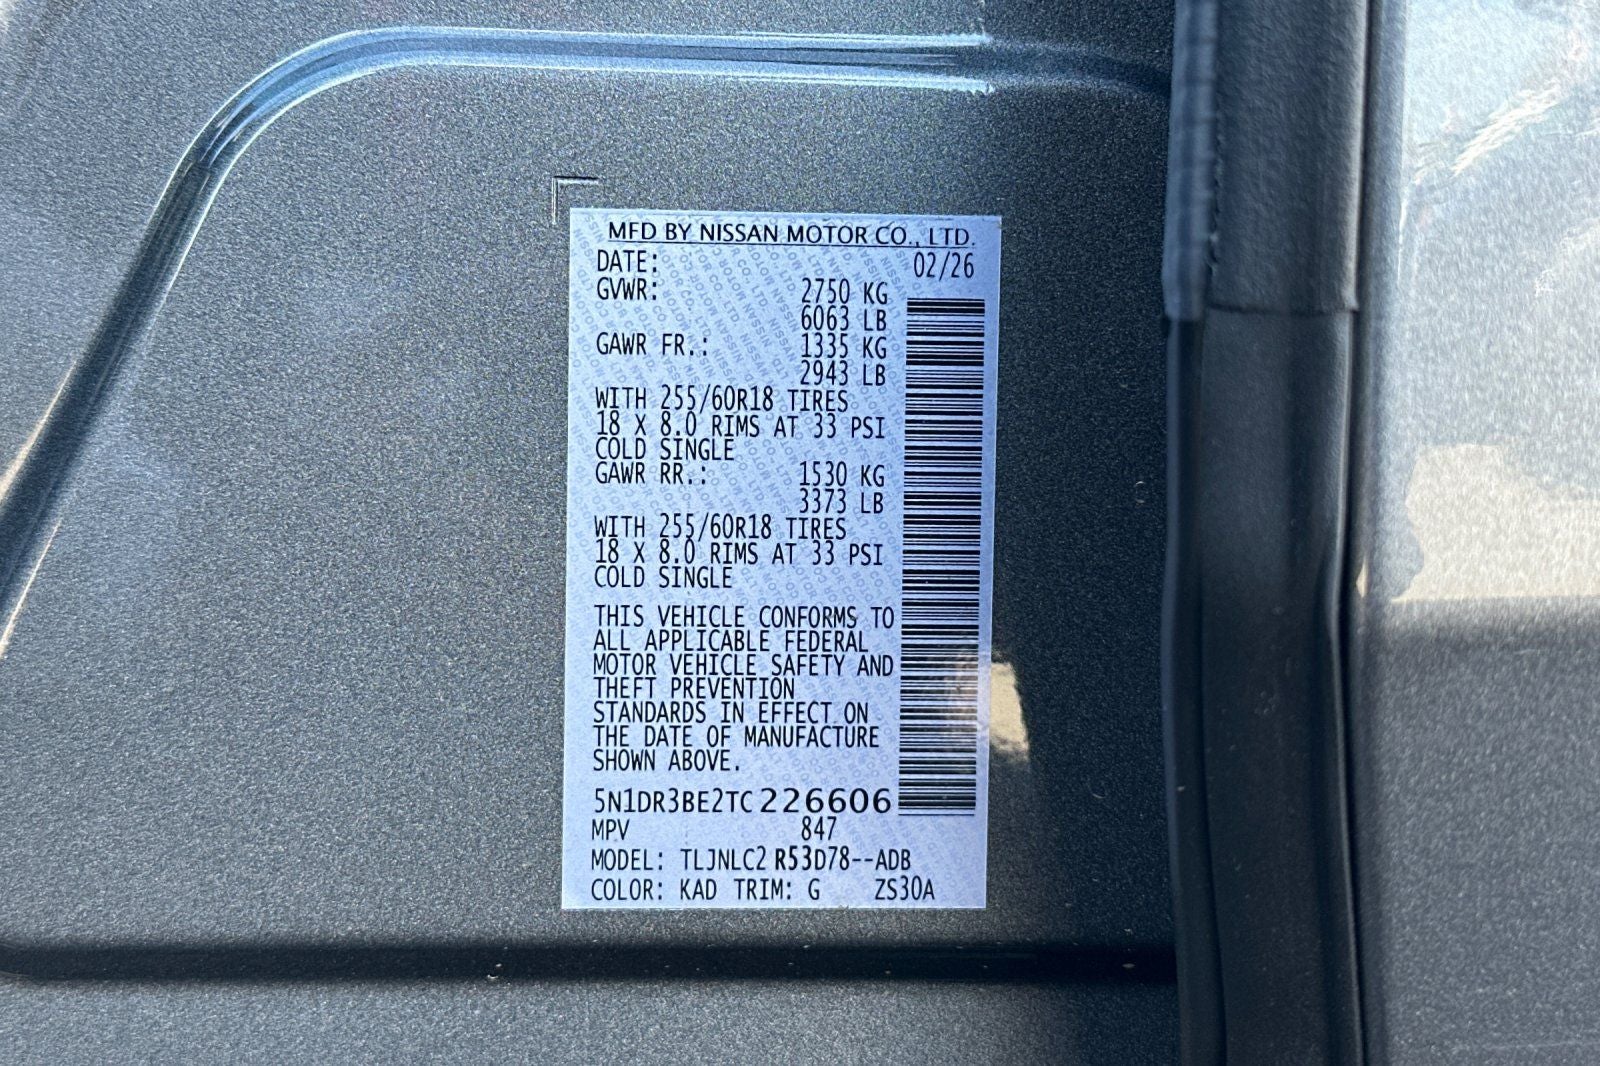 MFD BY NISSAN MOTOR CO., LTD.
DATE: 02/26
GVWR: 2750 KG
6063 LB
GAWR FR.: 1335 KG
2943 LB
WITH 255/60R18 TIRES
18 X 8.0 RIMS AT 33 PSI
COLD SINGLE
GAWR RR.: 1530 KG
3373 LB
WITH 255/60R18 TIRES
18 X 8.0 RIMS AT 33 PSI
COLD SINGLE
THIS VEHICLE CONFORMS TO
ALL APPLICABLE FEDERAL
MOTOR VEHICLE SAFETY AND
THEFT PREVENTION
STANDARDS IN EFFECT ON
THE DATE OF MANUFACTURE
SHOWN ABOVE.
5N1DR3BE2TC226606
MPV 847
MODEL: TLJNLC2 R53D78--ADB
COLOR: KAD TRIM: G ZS30A